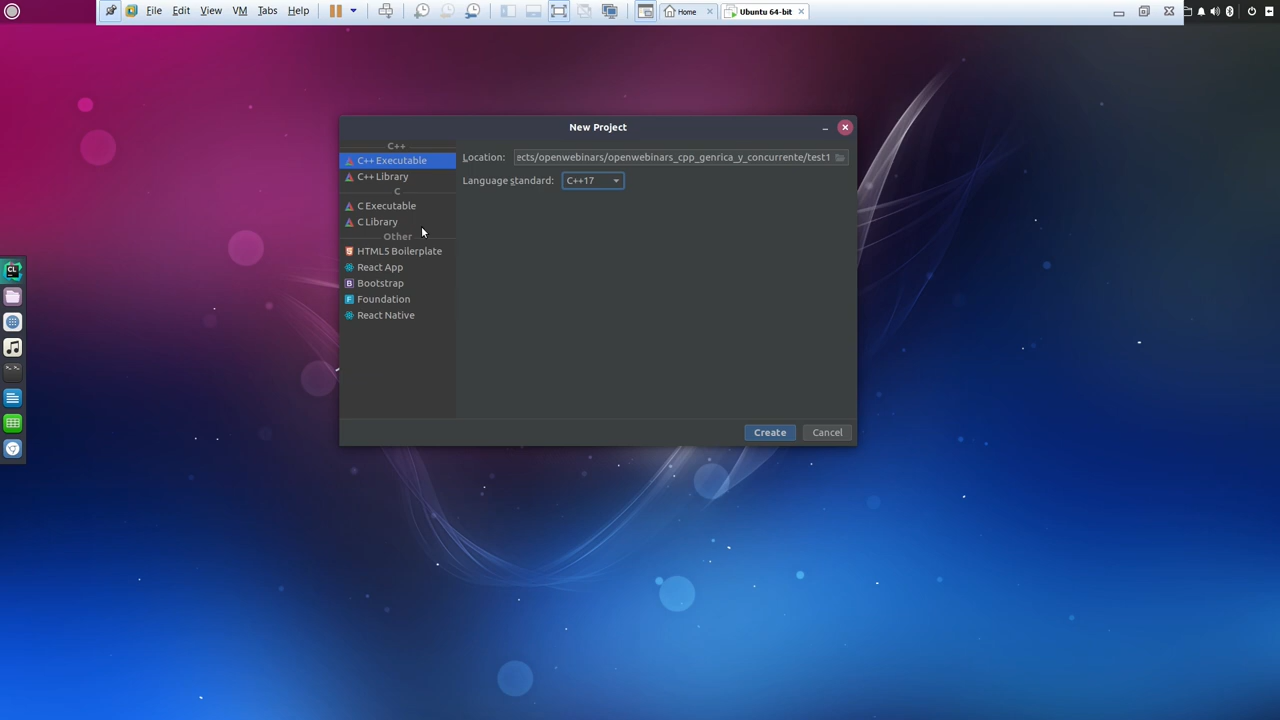 File Edit View VM Tabs Help
Home
Ubuntu 64-bit
New Project
C++
C++ Executable
C++ Library
C
C Executable
C Library
Other
HTML5 Boilerplate
React App
Bootstrap
Foundation
React Native
Location: ects/openwebinars/openwebinars_cpp_genrica_y_concurrente/test1
Language standard: C++17
Create Cancel